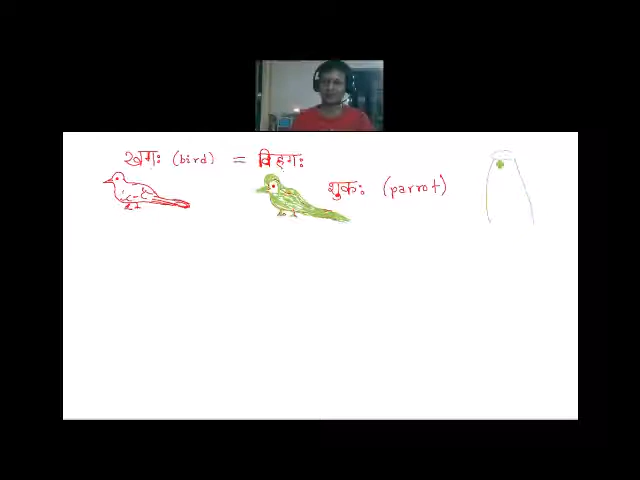 खगः (bird) = विहगः
शुकः (parrot)